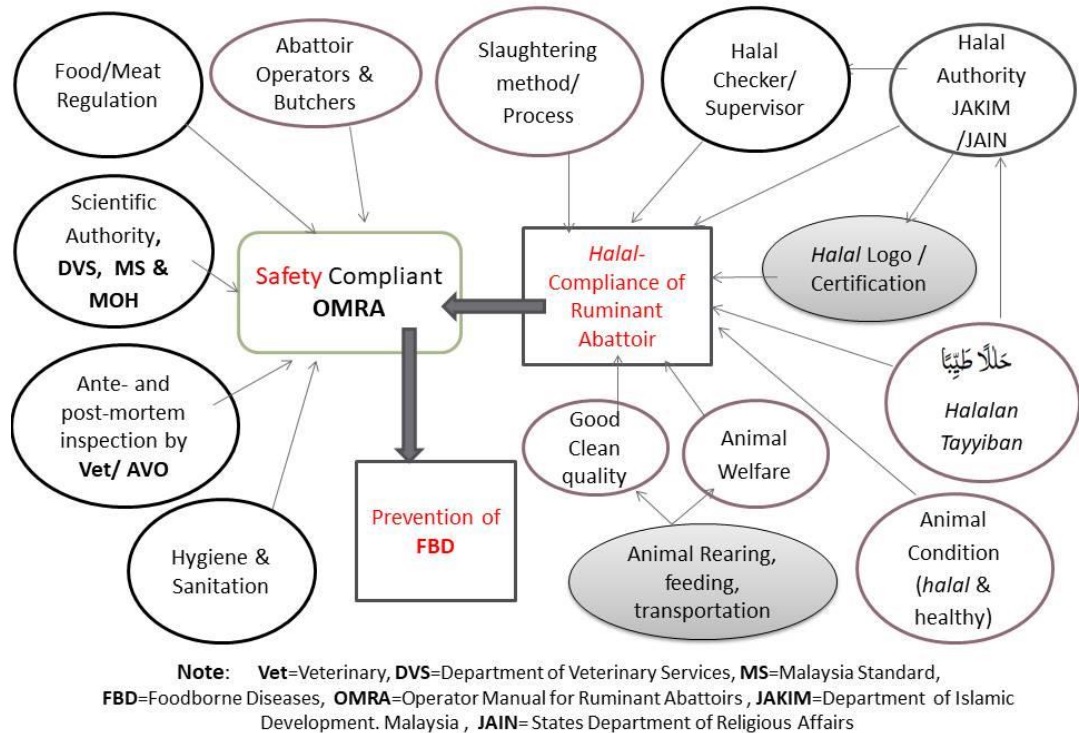 Food/Meat
Regulation
Abattoir
Operators &
Butchers
Slaughtering
method/
Process
Halal
Checker/
Supervisor
Halal
Authority
JAKIM
/JAIN
Scientific
Authority,
DVS, MS &
MOH
Safety Compliant
OMRA
Halal-
Compliance of
Ruminant
Abattoir
Halal Logo /
Certification
Ante- and
post-mortem
inspection by
Vet/ AVO
Good
Clean
quality
Animal
Welfare
حَلَٰلًا طَيِّبًا
Halalan
Tayyiban
Hygiene &
Sanitation
Prevention of
FBD
Animal Rearing,
feeding,
transportation
Animal
Condition
(halal &
healthy)
Note: Vet=Veterinary, DVS=Department of Veterinary Services, MS=Malaysia Standard,
FBD=Foodborne Diseases, OMRA=Operator Manual for Ruminant Abattoirs , JAKIM=Department of Islamic
Development. Malaysia , JAIN= States Department of Religious Affairs